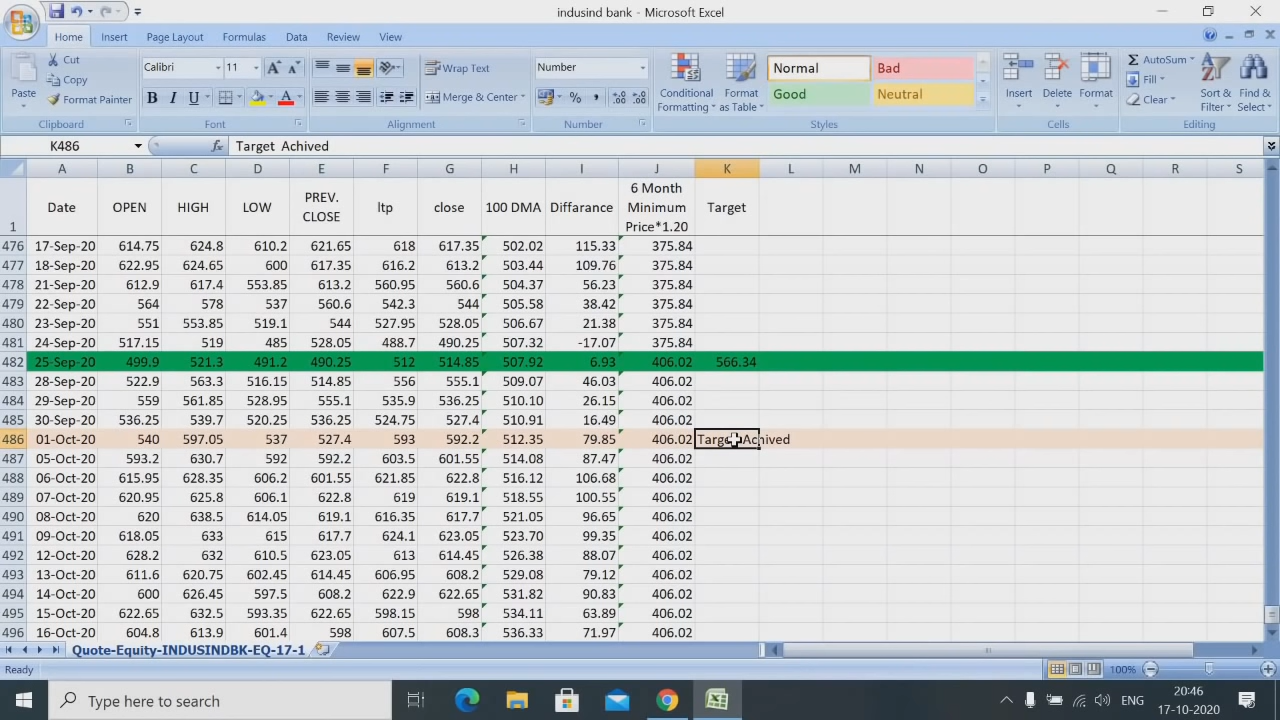 indusind bank - Microsoft Excel
Home Insert Page Layout Formulas Data Review View
Cut Calibri 11 Wrap Text Number Normal Bad AutoSum
Copy Fill
Paste Format Painter Merge & Center Conditional Formatting Format as Table Good Neutral Insert Delete Format Clear Sort & Filter Find & Select
Clipboard Font Alignment Number Styles Cells Editing
K486 fx Target Achived
A B C D E F G H I J K L M N O P Q R S
1 Date OPEN HIGH LOW PREV. CLOSE ltp close 100 DMA Differance 6 Month Minimum Price*1.20 Target
476 17-Sep-20 614.75 624.8 610.2 621.65 618 617.35 502.02 115.33 375.84
477 18-Sep-20 622.95 624.65 600 617.35 616.2 613.2 503.44 109.76 375.84
478 21-Sep-20 612.9 617.4 553.85 613.2 560.95 560.6 504.37 56.23 375.84
479 22-Sep-20 564 578 537 560.6 542.3 544 505.58 38.42 375.84
480 23-Sep-20 551 553.85 519.1 544 527.95 528.05 506.67 21.38 375.84
481 24-Sep-20 517.15 519 485 528.05 488.7 490.25 507.32 -17.07 375.84
482 25-Sep-20 499.9 521.3 491.2 490.25 512 514.85 507.92 6.93 406.02 566.34
483 28-Sep-20 522.9 563.3 516.15 514.85 556 555.1 509.07 46.03 406.02
484 29-Sep-20 559 561.85 528.95 555.1 535.9 536.25 510.10 26.15 406.02
485 30-Sep-20 536.25 539.7 520.25 536.25 524.75 527.4 510.91 16.49 406.02
486 01-Oct-20 540 597.05 537 527.4 593 592.2 512.35 79.85 406.02 Target Achived
487 05-Oct-20 593.2 630.7 592 592.2 603.5 601.55 514.08 87.47 406.02
488 06-Oct-20 615.95 628.35 606.2 601.55 621.85 622.8 516.12 106.68 406.02
489 07-Oct-20 620.95 625.8 606.1 622.8 619 619.1 518.55 100.55 406.02
490 08-Oct-20 620 638.5 614.05 619.1 616.35 617.7 521.05 96.65 406.02
491 09-Oct-20 618.05 633 615 617.7 624.1 623.05 523.70 99.35 406.02
492 12-Oct-20 628.2 632 610.5 623.05 613 614.45 526.38 88.07 406.02
493 13-Oct-20 611.6 620.75 602.45 614.45 606.95 608.2 529.08 79.12 406.02
494 14-Oct-20 600 626.45 597.5 608.2 622.9 622.65 531.82 90.83 406.02
495 15-Oct-20 622.65 632.5 593.35 622.65 598.15 598 534.11 63.89 406.02
496 16-Oct-20 604.8 613.9 601.4 598 607.5 608.3 536.33 71.97 406.02
Quote-Equity-INDUSINDBK-EQ-17-1
Ready 100%
Type here to search ENG 20:46
17-10-2020